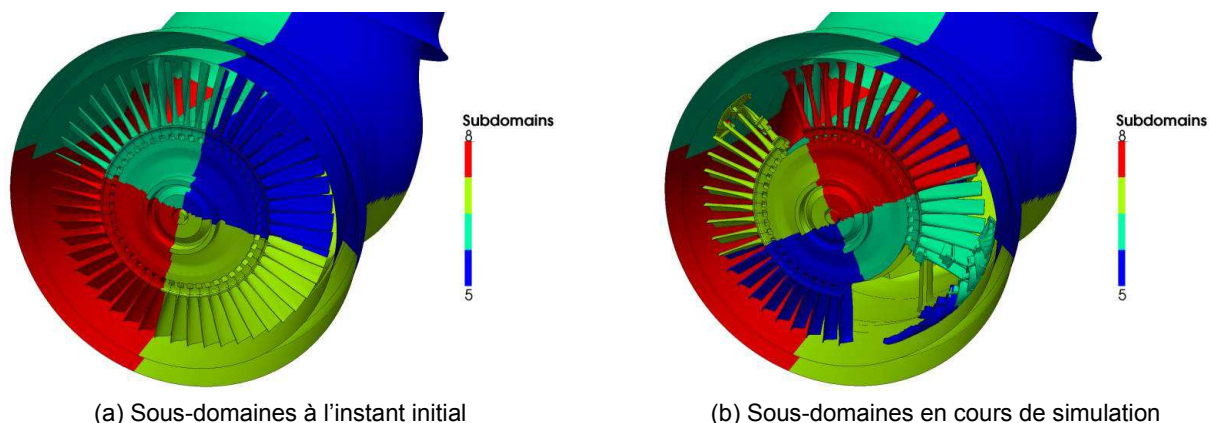 Subdomains
8
5
Subdomains
8
5
(a) Sous-domaines à l'instant initial
(b) Sous-domaines en cours de simulation